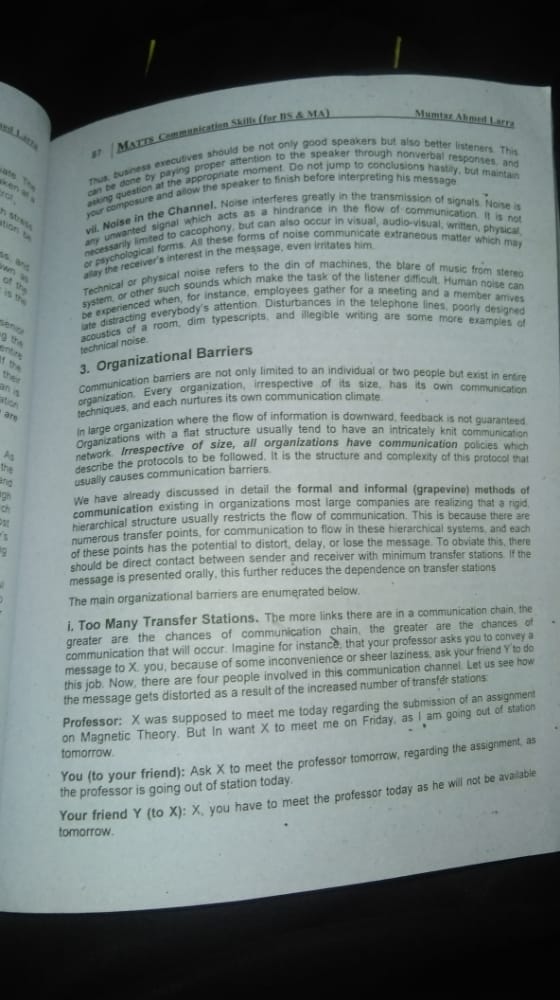 87 MATTS Communication Skills (for BS & MA) Mumtaz Ahmed Larra
Thus, business executives should be not only good speakers but also better listeners. This
can be done by paying proper attention to the speaker through nonverbal responses, and
asking question at the appropriate moment. Do not jump to conclusions hastily, but maintain
your composure and allow the speaker to finish before interpreting his message.
vii. Noise in the Channel. Noise interferes greatly in the transmission of signals. Noise is
any unwanted signal which acts as a hindrance in the flow of communication. It is not
necessarily limited to cacophony, but can also occur in visual, audio-visual, written, physical,
or psychological forms. All these forms of noise communicate extraneous matter which may
allay the receiver's interest in the message, even irritates him.
Technical or physical noise refers to the din of machines, the blare of music from stereo
system, or other such sounds which make the task of the listener difficult. Human noise can
be experienced when, for instance, employees gather for a meeting and a member arrives
late distracting everybody's attention. Disturbances in the telephone lines, poorly designed
acoustics of a room, dim typescripts, and illegible writing are some more examples of
technical noise.
3. Organizational Barriers
Communication barriers are not only limited to an individual or two people but exist in entire
organization. Every organization, irrespective of its size, has its own communication
techniques, and each nurtures its own communication climate.
In large organization where the flow of information is downward, feedback is not guaranteed.
Organizations with a flat structure usually tend to have an intricately knit communication
network. Irrespective of size, all organizations have communication policies which
describe the protocols to be followed. It is the structure and complexity of this protocol that
usually causes communication barriers.
We have already discussed in detail the formal and informal (grapevine) methods of
communication existing in organizations most large companies are realizing that a rigid,
hierarchical structure usually restricts the flow of communication. This is because there are
numerous transfer points, for communication to flow in these hierarchical systems, and each
of these points has the potential to distort, delay, or lose the message. To obviate this, there
should be direct contact between sender and receiver with minimum transfer stations. If the
message is presented orally, this further reduces the dependence on transfer stations
The main organizational barriers are enumerated below.
i. Too Many Transfer Stations. The more links there are in a communication chain, the
greater are the chances of communication chain, the greater are the chances of
communication that will occur. Imagine for instance, that your professor asks you to convey a
message to X. you, because of some inconvenience or sheer laziness, ask your friend Y to do
this job. Now, there are four people involved in this communication channel. Let us see how
the message gets distorted as a result of the increased number of transfer stations:
Professor: X was supposed to meet me today regarding the submission of an assignment
on Magnetic Theory. But In want X to meet me on Friday, as I am going out of station
tomorrow.
You (to your friend): Ask X to meet the professor tomorrow, regarding the assignment, as
the professor is going out of station today.
Your friend Y (to X): X, you have to meet the professor today as he will not be available
tomorrow.